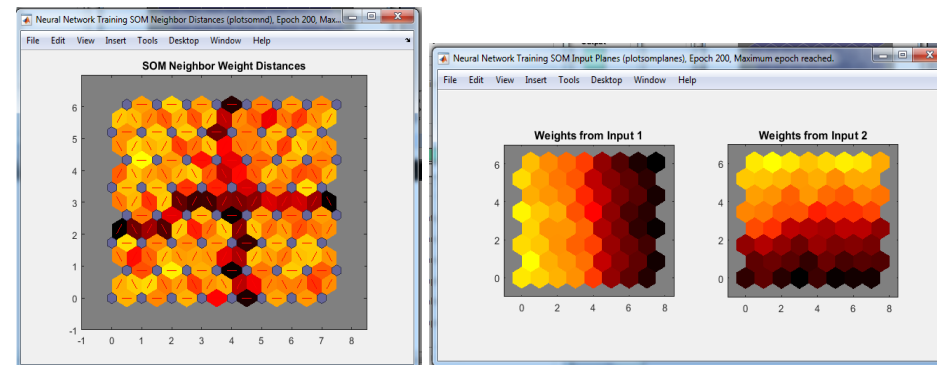 Neural Network Training SOM Neighbor Distances (plotsomnd), Epoch 200, Max...
File Edit View Insert Tools Desktop Window Help
SOM Neighbor Weight Distances
6
5
4
3
2
1
0
-1
-1 0 1 2 3 4 5 6 7 8
Neural Network Training SOM Input Planes (plotsomplanes), Epoch 200, Maximum epoch reached.
File Edit View Insert Tools Desktop Window Help
Weights from Input 1
6
4
2
0
0 2 4 6 8
Weights from Input 2
6
4
2
0
0 2 4 6 8